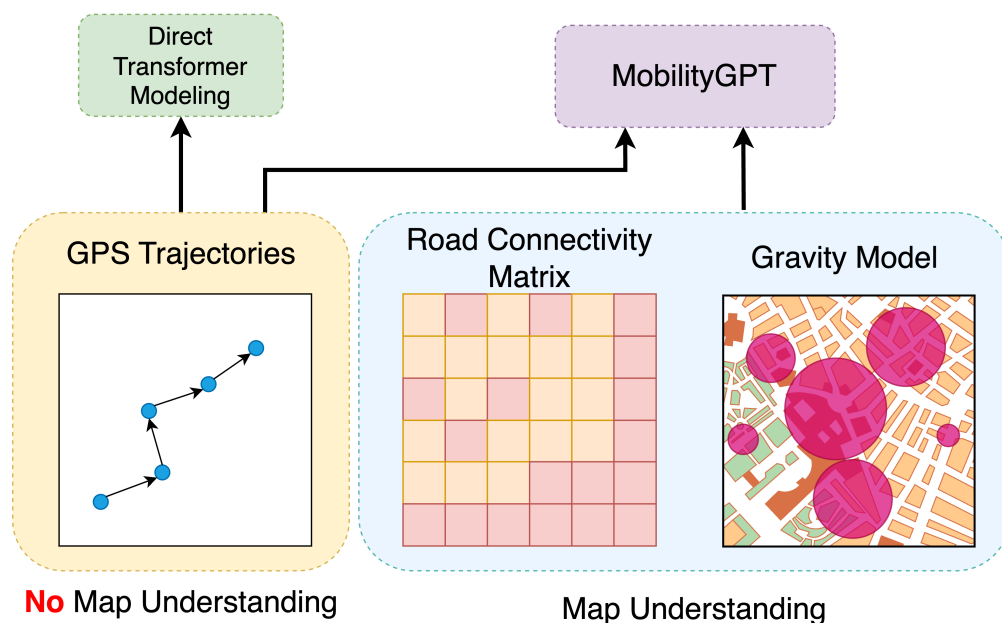 Direct
Transformer
Modeling
MobilityGPT
GPS Trajectories
Road Connectivity
Matrix
Gravity Model
No Map Understanding
Map Understanding